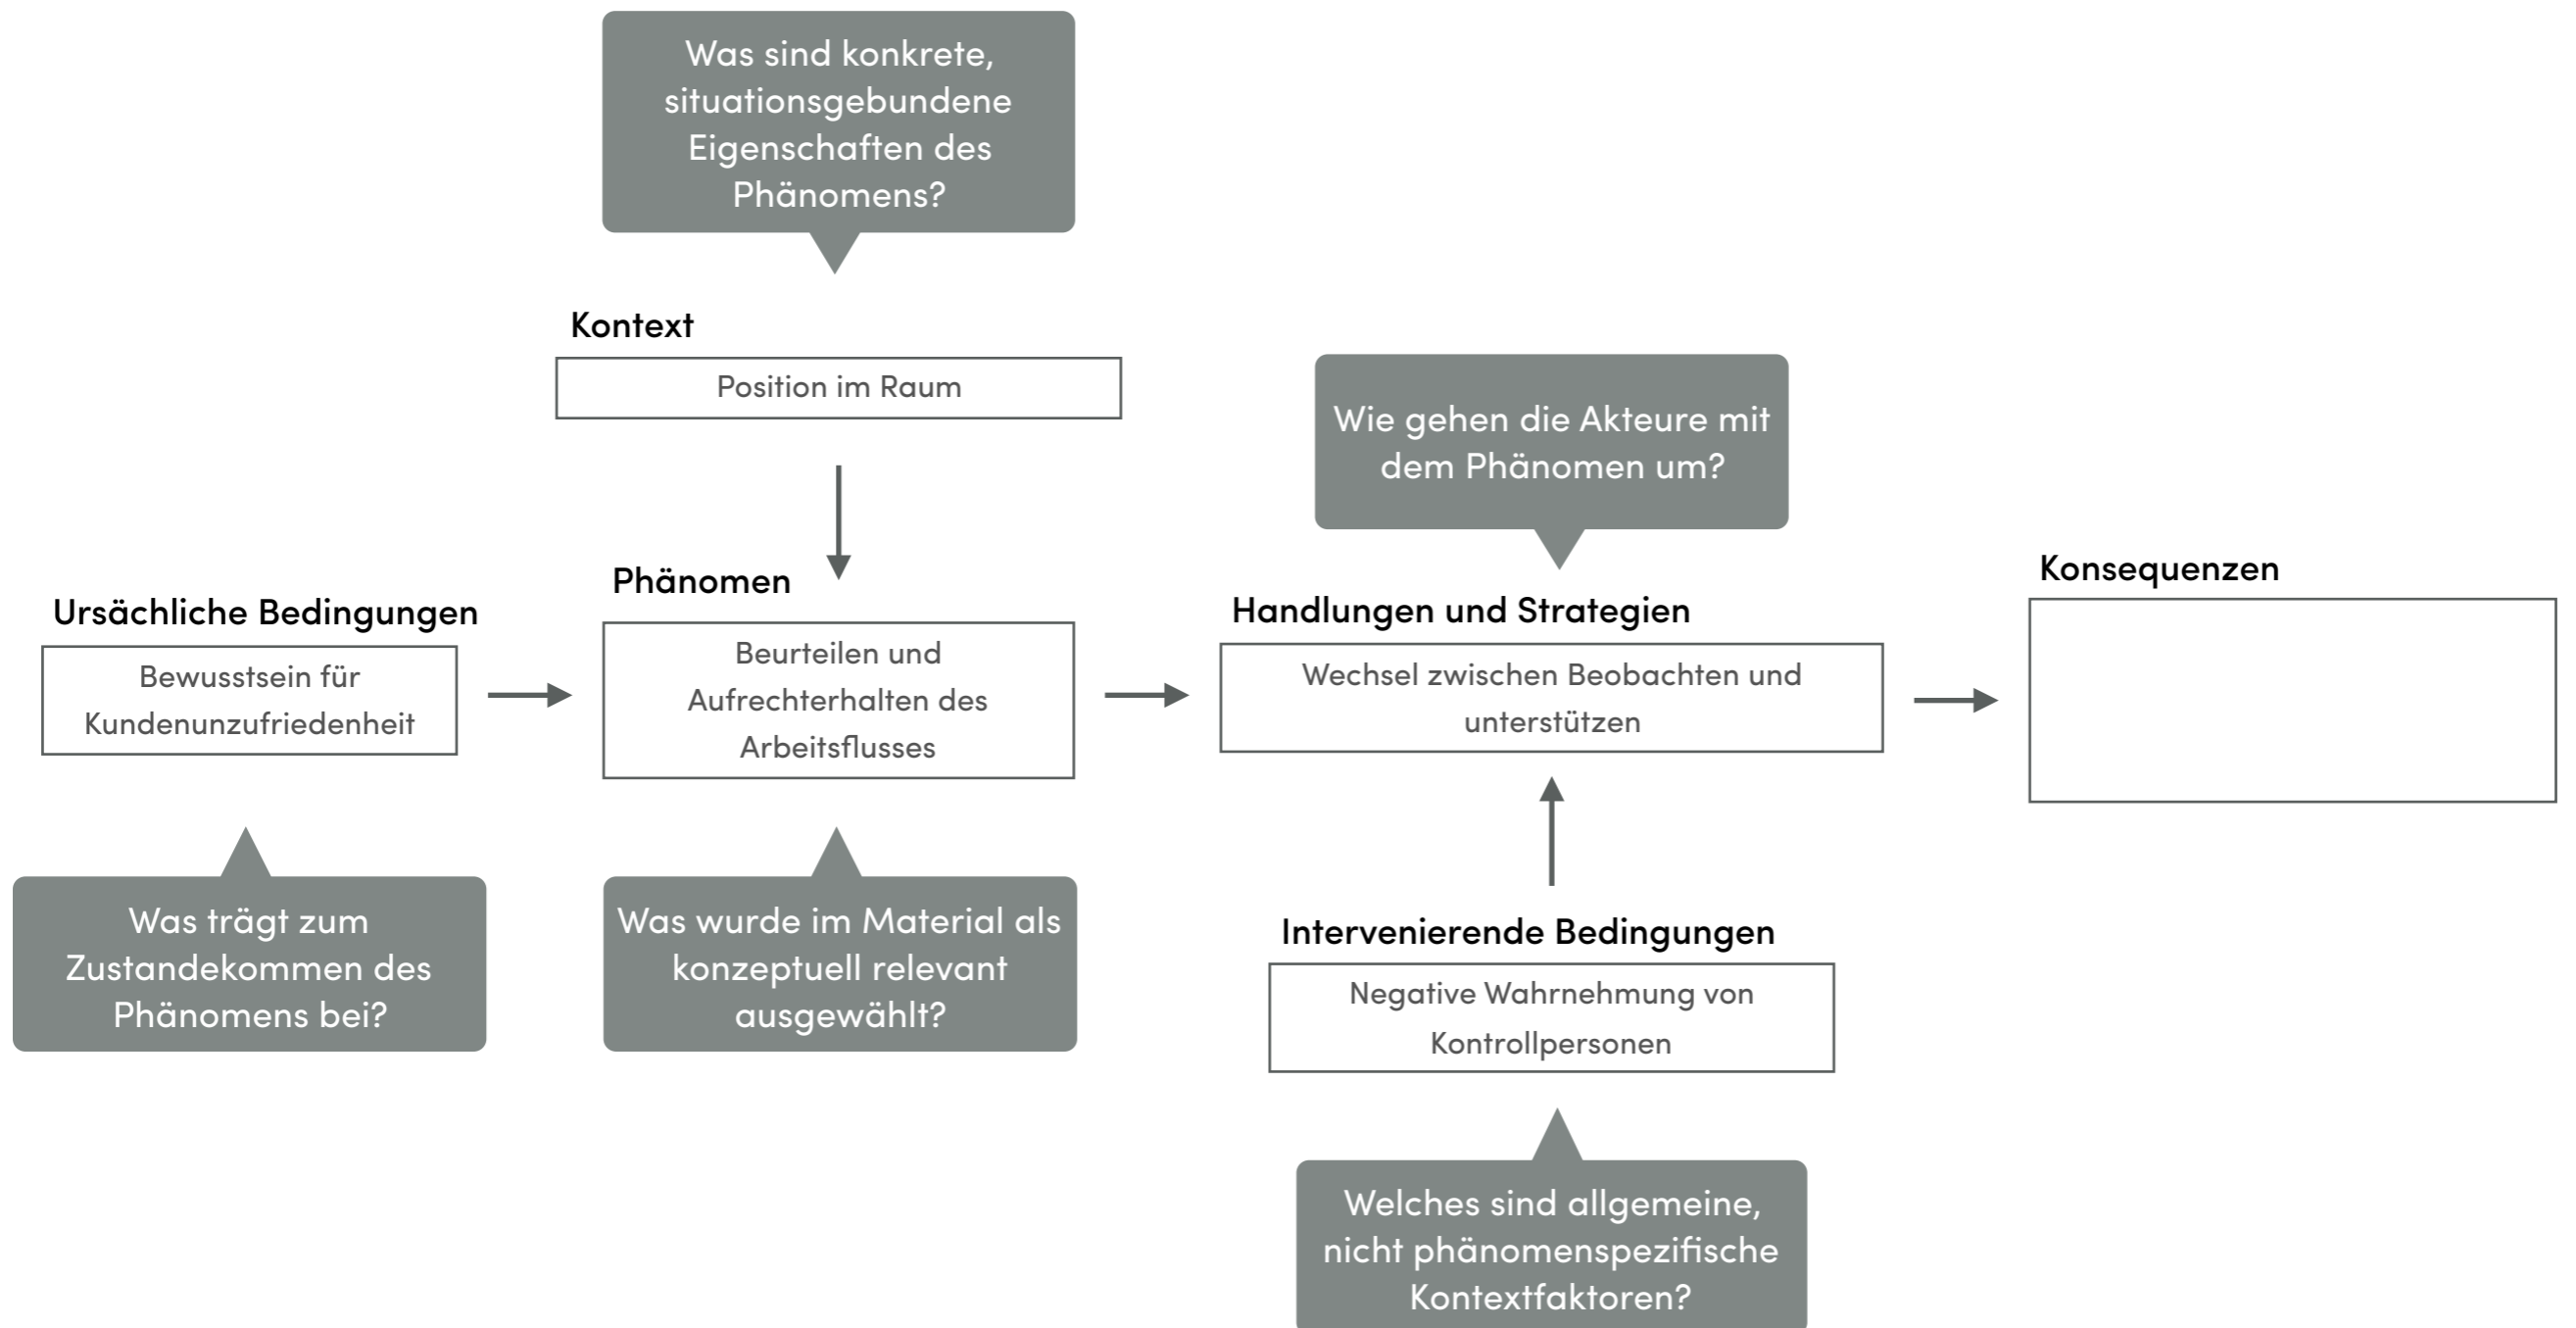 Was sind konkrete,
situationsgebundene
Eigenschaften des
Phänomens?
Kontext
Position im Raum
Wie gehen die Akteure mit
dem Phänomen um?
Ursächliche Bedingungen
Bewusstsein für
Kundenunzufriedenheit
Phänomen
Beurteilen und
Aufrechterhalten des
Arbeitsflusses
Handlungen und Strategien
Wechsel zwischen Beobachten und
unterstützen
Konsequenzen
Was trägt zum
Zustandekommen des
Phänomens bei?
Was wurde im Material als
konzeptuell relevant
ausgewählt?
Intervenierende Bedingungen
Negative Wahrnehmung von
Kontrollpersonen
Welches sind allgemeine,
nicht phänomenspezifische
Kontextfaktoren?